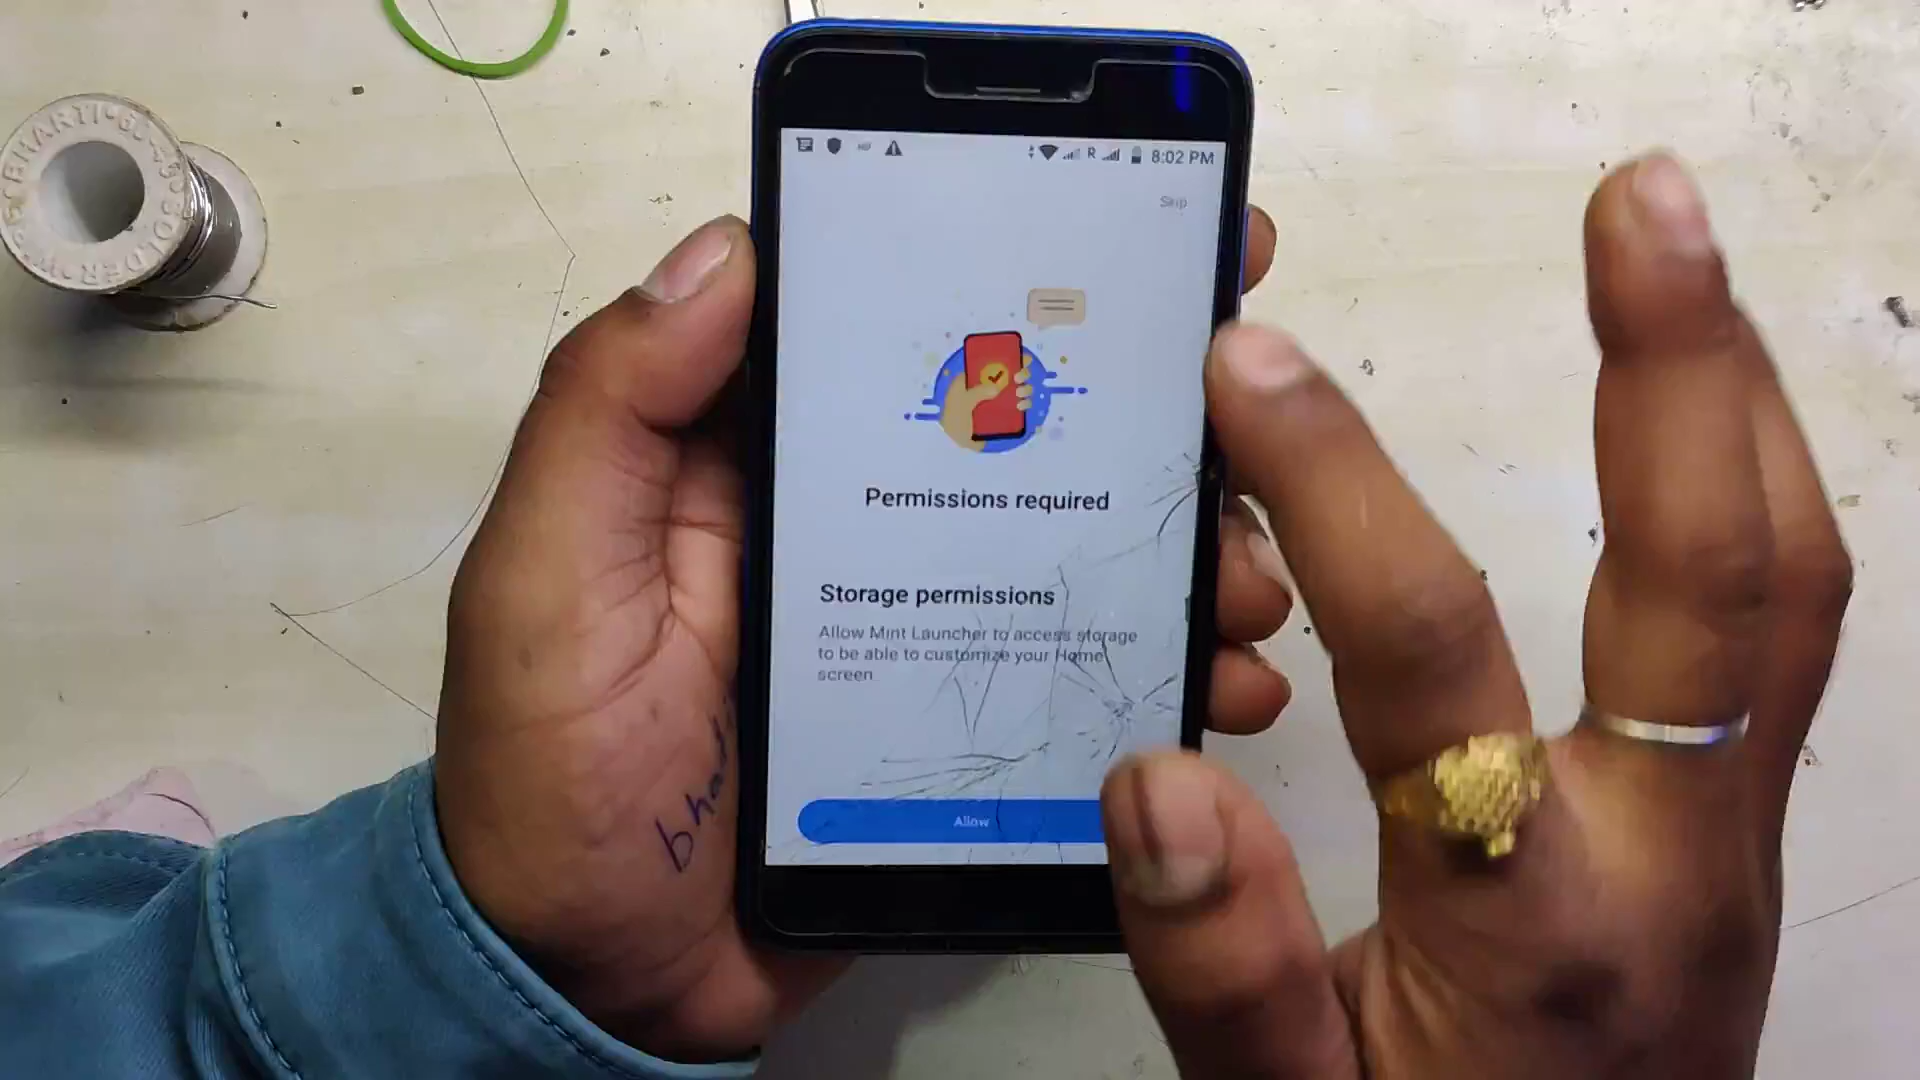 8:02 PM
R
Skip
Permissions required
Storage permissions
Allow Mint Launcher to access storage
to be able to customize your Home
screen
Allow
SOLDER